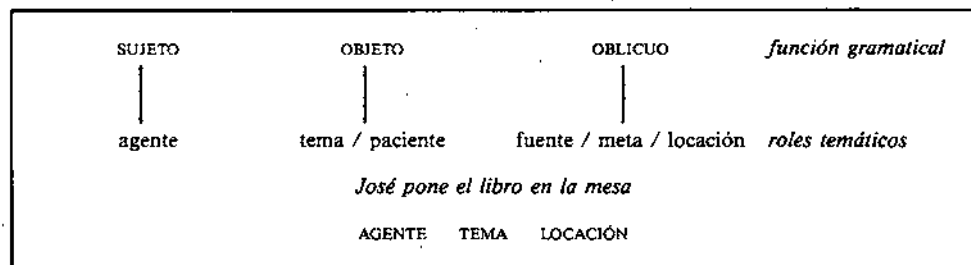 SUJETO OBJETO OBLICUO función gramatical
agente tema / paciente fuente / meta / locación roles temáticos
José pone el libro en la mesa
AGENTE TEMA LOCACIÓN